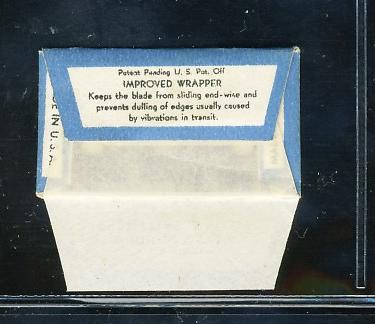 Patent Pending U. S. Pat. Off
IMPROVED WRAPPER
Keeps the blade from sliding end-wise and
prevents dulling of edges usually caused
by vibrations in transit.
E IN U.S.A.